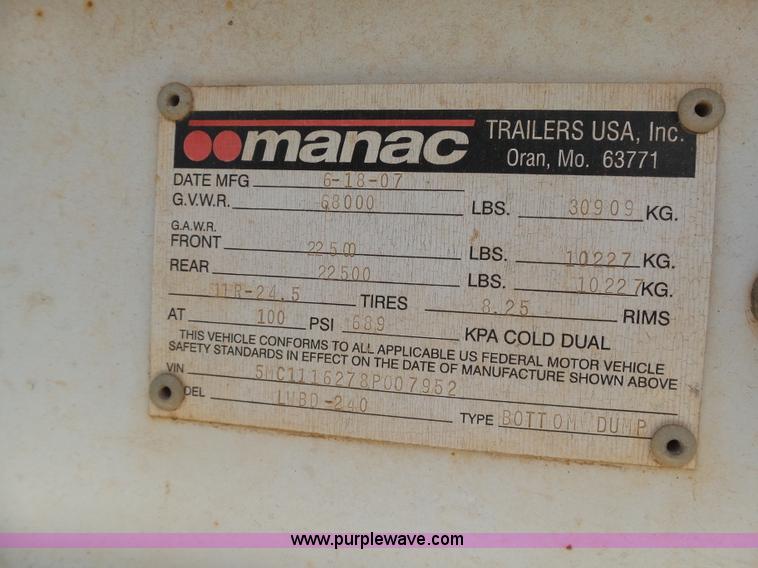 manac TRAILERS USA, Inc.
Oran, Mo. 63771
DATE MFG 6-18-07
G.V.W.R. 68000 LBS. 30909 KG.
G.A.W.R.
FRONT 22500 LBS. 10227 KG.
REAR 22500 LBS. 10227 KG.
11R-24.5 TIRES 8.25 RIMS
AT 100 PSI 689 KPA COLD DUAL
THIS VEHICLE CONFORMS TO ALL APPLICABLE US FEDERAL MOTOR VEHICLE
SAFETY STANDARDS IN EFFECT ON THE DATE OF MANUFACTURE SHOWN ABOVE
VIN 5MC1116278P007952
DEL LWBD-240 TYPE BOTTOM DUMP
www.purplewave.com